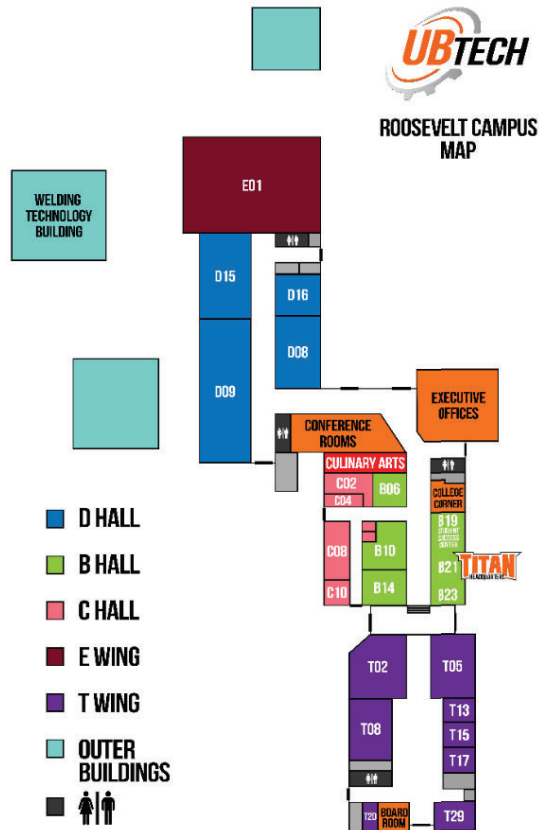 UBTECH
ROOSEVELT CAMPUS
MAP
E01
WELDING
TECHNOLOGY
BUILDING
D15
D16
D08
D09
EXECUTIVE
OFFICES
CONFERENCE
ROOMS
CULINARY ARTS
C02
B06
C04
COLLEGE
CORNER
B19
STUDENT
SUCCESS
CENTER
C08
B10
B21
TITAN
HEADQUARTERS
C10
B14
B23
D HALL
B HALL
C HALL
E WING
T WING
OUTER
BUILDINGS
T02
T05
T08
T13
T15
T17
T20
BOARD
ROOM
T29